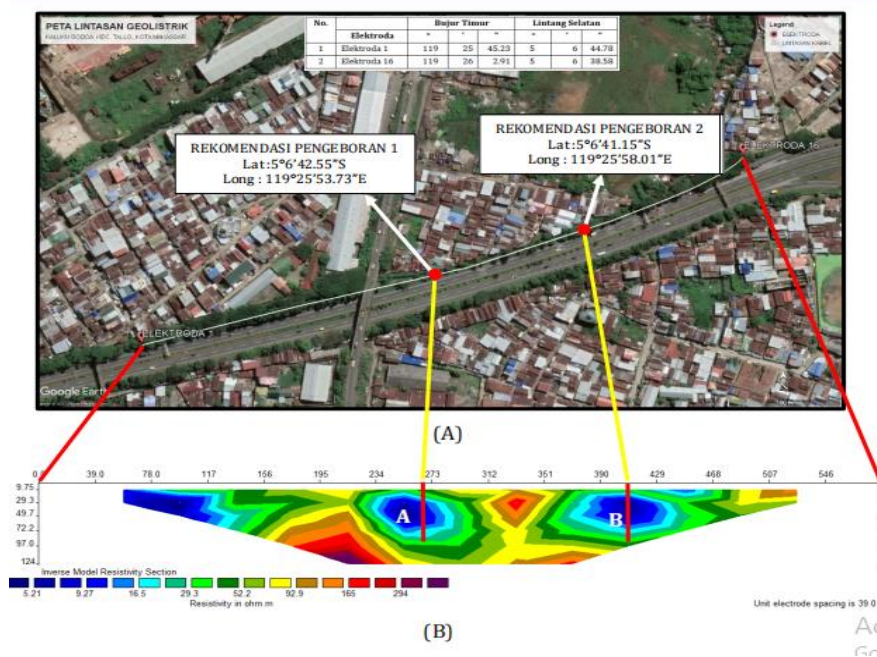 PETA LINTASAN GEOLISTRIK
No. Elektroda Bujur Timur Lintang Selatan
° ' " ° ' "
1 Elektroda 1 119 25 45.23 5 6 44.78
2 Elektroda 16 119 26 2.91 5 6 38.58
Legend
ELEKTRODA
LINTASAN KABEL
REKOMENDASI PENGEBORAN 1
Lat:5°6'42.55"S
Long : 119°25'53.73"E
REKOMENDASI PENGEBORAN 2
Lat:5°6'41.15"S
Long : 119°25'58.01"E
ELEKTRODA 16
ELEKTRODA 1
Google Earth
(A)
39.0 78.0 117 156 195 234 273 312 351 390 429 468 507 546
9.75
29.3
49.7
72.2
97.0
124
A
B
Inverse Model Resistivity Section
5.21 9.27 16.5 29.3 52.2 92.9 165 294
Resistivity in ohm.m
Unit electrode spacing is 39.0
(B)